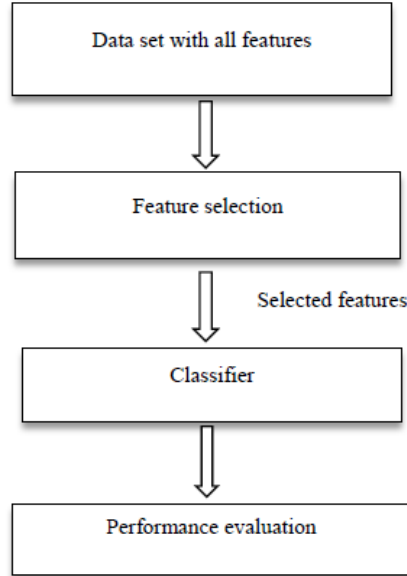 Data set with all features
Feature selection
Selected features
Classifier
Performance evaluation